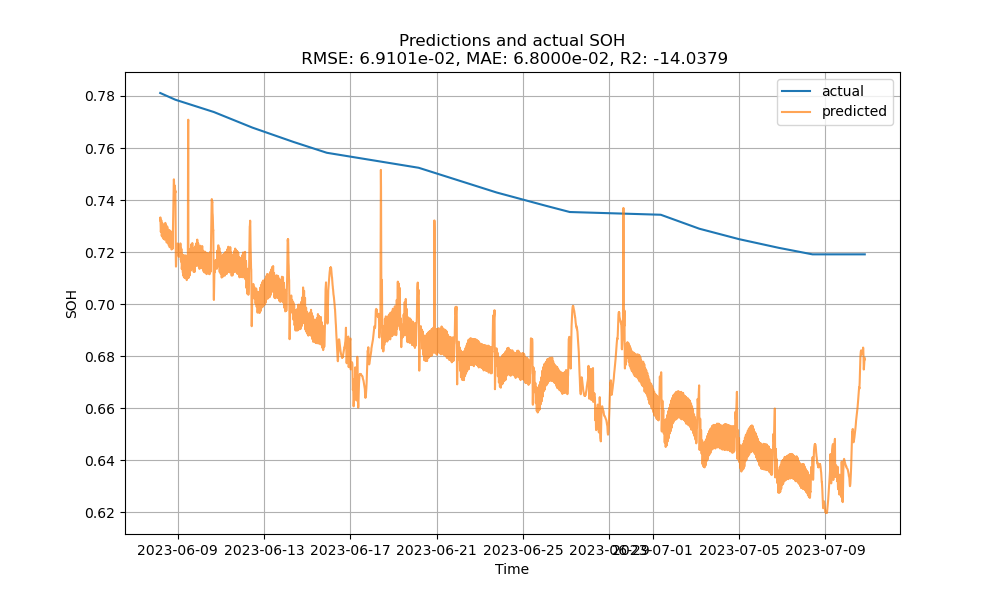 Predictions and actual SOH
RMSE: 6.9101e-02, MAE: 6.8000e-02, R2: -14.0379
actual
predicted
0.78
0.76
0.74
0.72
0.70
0.68
0.66
0.64
0.62
SOH
2023-06-09 2023-06-13 2023-06-17 2023-06-21 2023-06-25 2023-06-29 2023-07-01 2023-07-05 2023-07-09
Time